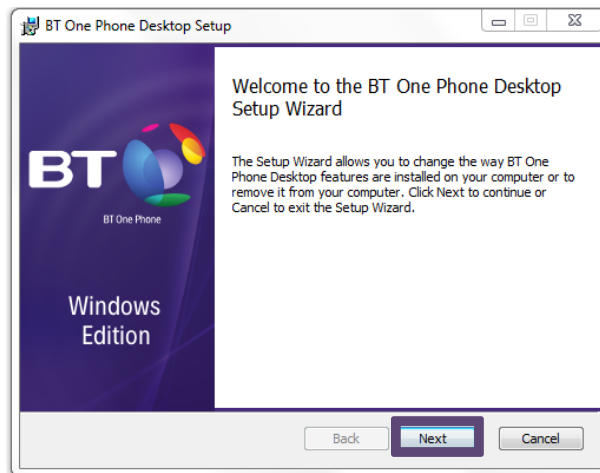 BT One Phone Desktop Setup
Welcome to the BT One Phone Desktop
Setup Wizard
The Setup Wizard allows you to change the way BT One
Phone Desktop features are installed on your computer or to
remove it from your computer. Click Next to continue or
Cancel to exit the Setup Wizard.
BT
BT One Phone
Windows
Edition
Back Next Cancel